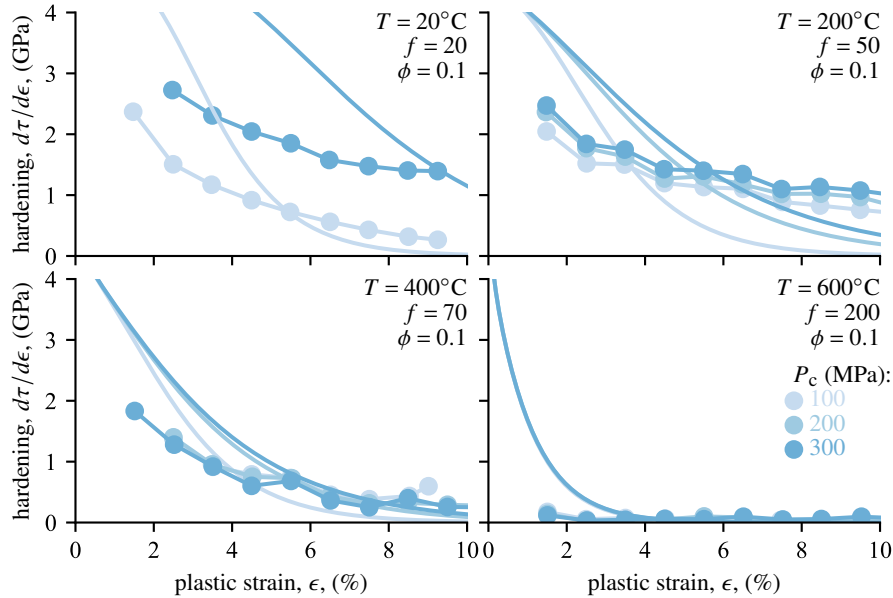 4
3
2
1
0
hardening, dτ/dϵ, (GPa)
T = 20°C
f = 20
ϕ = 0.1
T = 200°C
f = 50
ϕ = 0.1
4
3
2
1
0
hardening, dτ/dϵ, (GPa)
T = 400°C
f = 70
ϕ = 0.1
T = 600°C
f = 200
ϕ = 0.1
Pc (MPa):
100
200
300
0 2 4 6 8 10
plastic strain, ϵ, (%)
0 2 4 6 8 10
plastic strain, ϵ, (%)